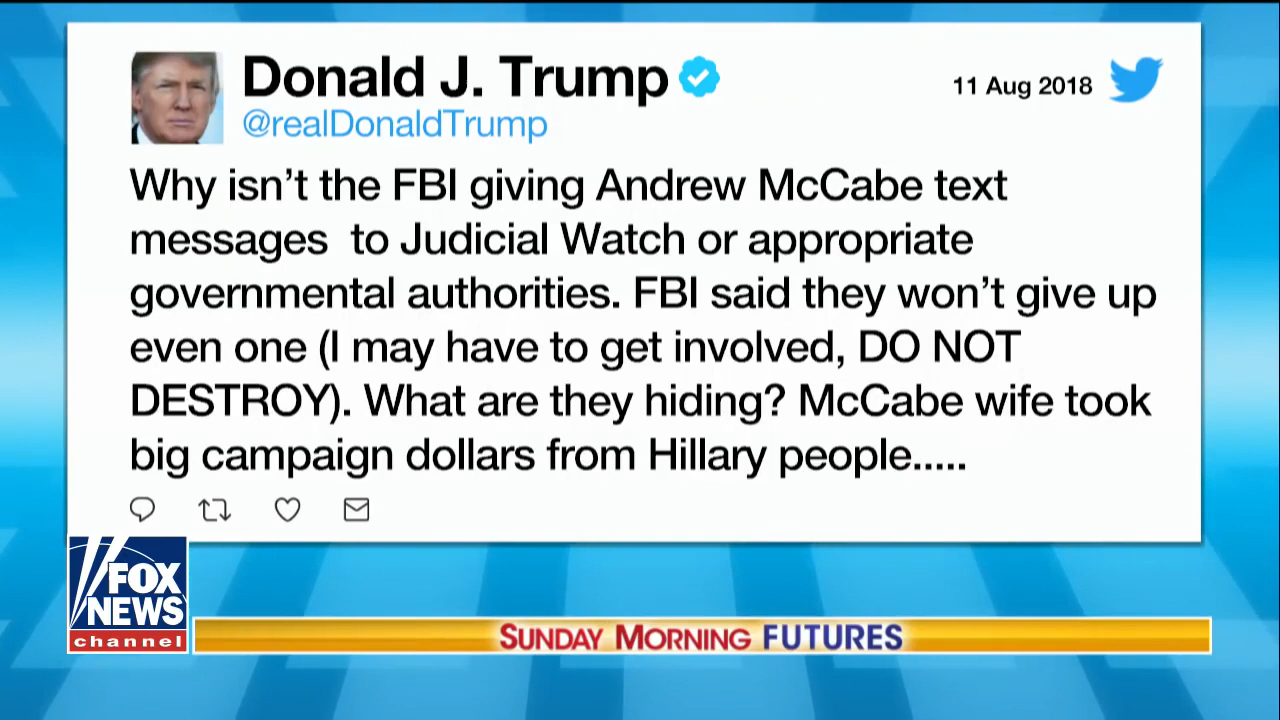 Donald J. Trump
@realDonaldTrump
11 Aug 2018
Why isn’t the FBI giving Andrew McCabe text
messages  to Judicial Watch or appropriate
governmental authorities. FBI said they won’t give up
even one (I may have to get involved, DO NOT
DESTROY). What are they hiding? McCabe wife took
big campaign dollars from Hillary people.....
FOX
NEWS
channel
SUNDAY MORNING FUTURES